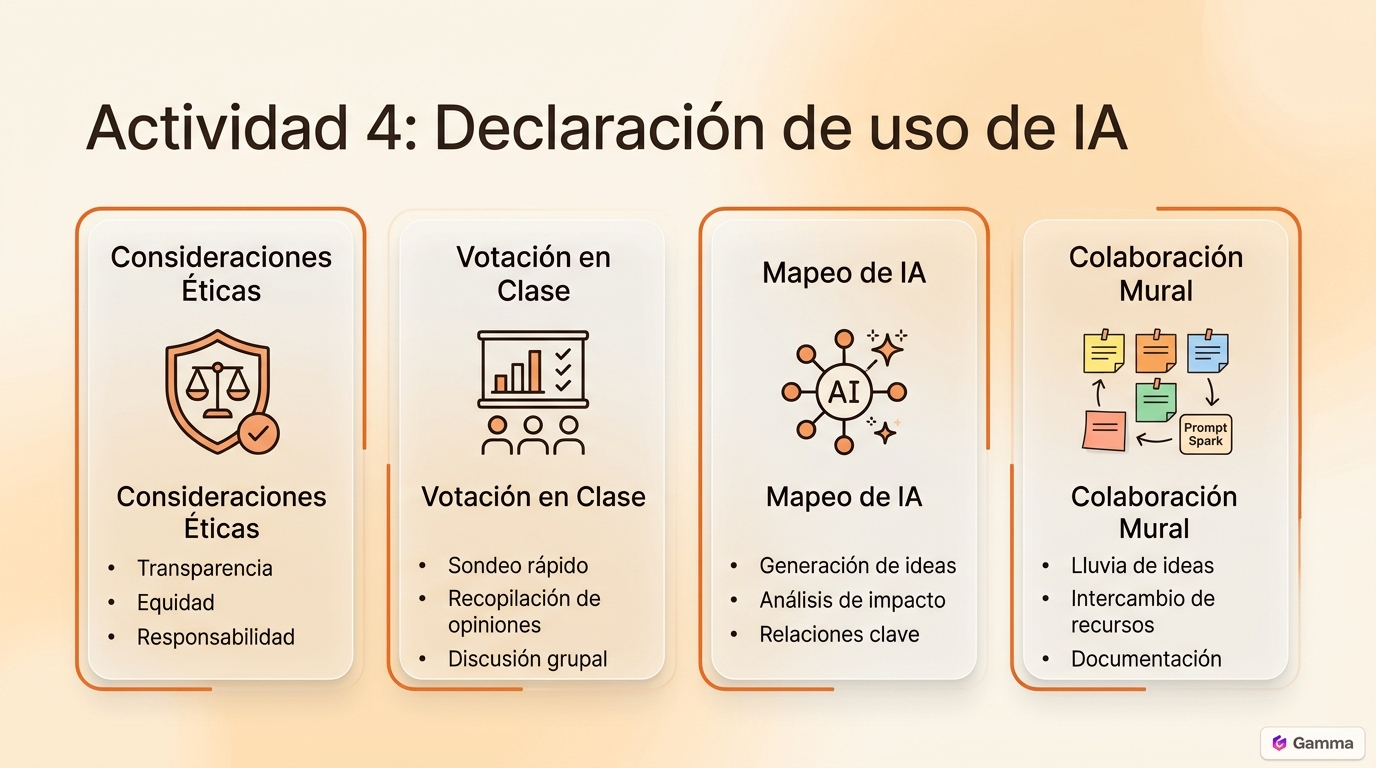 Actividad 4: Declaración de uso de IA
Consideraciones
Éticas
Consideraciones
Éticas
• Transparencia
• Equidad
• Responsabilidad
Votación en
Clase
Votación en Clase
• Sondeo rápido
• Recopilación de
opiniones
• Discusión grupal
Mapeo de IA
AI
Mapeo de IA
• Generación de ideas
• Análisis de impacto
• Relaciones clave
Colaboración
Mural
Prompt
Spark
Colaboración
Mural
• Lluvia de ideas
• Intercambio de
recursos
• Documentación
Gamma